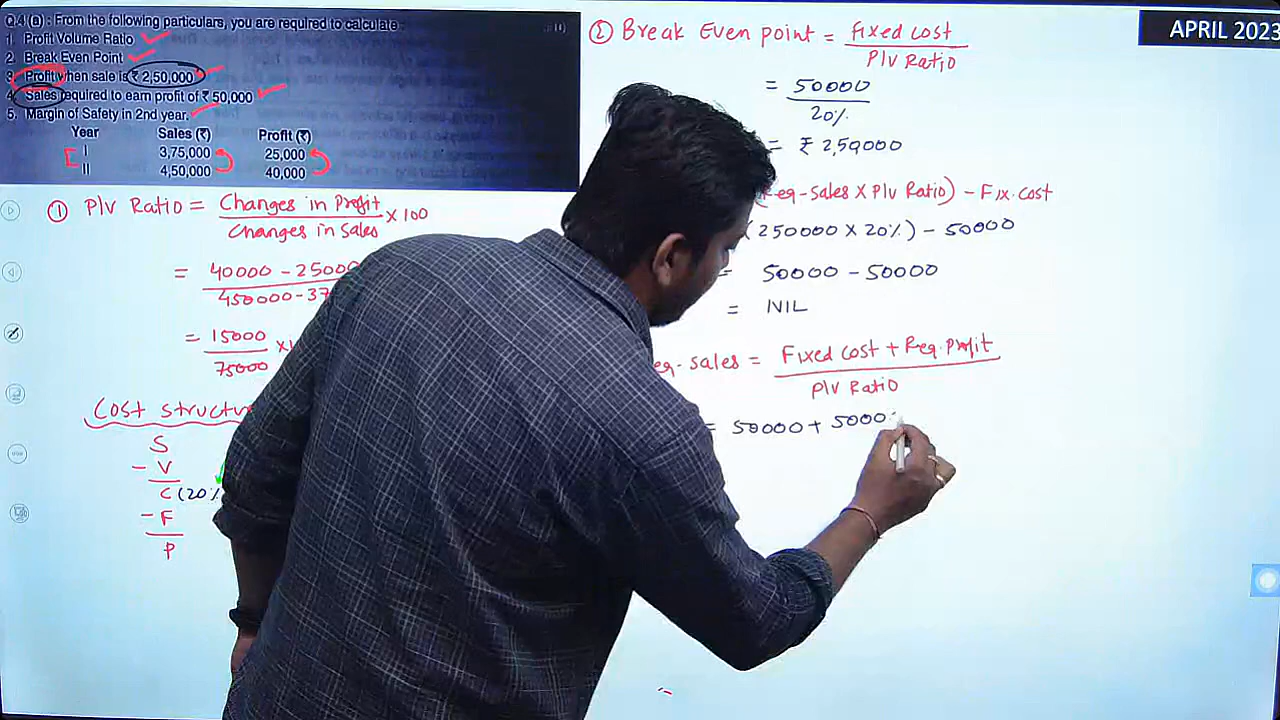 Q.4 (a) : From the following particulars, you are required to calculate
1. Profit Volume Ratio
2. Break Even Point
3. Profit when sale is ₹ 2,50,000
4. Sales required to earn profit of ₹ 50,000
5. Margin of Safety in 2nd year.
Year Sales (₹) Profit (₹)
I 3,75,000 25,000
II 4,50,000 40,000
① P/v Ratio = Changes in Profit × 100
Changes in Sales
= 40000 - 25000
450000 - 37
= 15000 ×
75000
Cost structur
S
- V
C (20%
- F
P
② Break Even point = Fixed cost
P/v Ratio
= 50000
20%
= ₹ 2,50000
Req-sales × P/v Ratio) - Fix. cost
(250000 × 20%) - 50000
= 50000 - 50000
= NIL
eq. sales = Fixed cost + Req. Profit
P/v Ratio
= 50000 + 5000
APRIL 2023